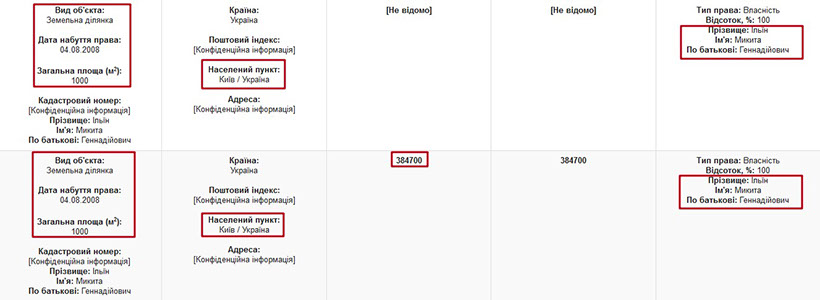 Вид об'єкта:
Земельна ділянка
Дата набуття права:
04.08.2008
Загальна площа (м²):
1000
Кадастровий номер:
[Конфіденційна інформація]
Прізвище: Ільїн
Ім'я: Микита
По батькові: Геннадійович
Країна:
Україна
Поштовий індекс:
[Конфіденційна інформація]
Населений пункт:
Київ / Україна
Адреса:
[Конфіденційна інформація]
[Не відомо]
[Не відомо]
Тип права: Власність
Відсоток, %: 100
Прізвище: Ільїн
Ім'я: Микита
По батькові: Геннадійович
Вид об'єкта:
Земельна ділянка
Дата набуття права:
04.08.2008
Загальна площа (м²):
1000
Кадастровий номер:
[Конфіденційна інформація]
Прізвище: Ільїн
Ім'я: Микита
По батькові: Геннадійович
Країна:
Україна
Поштовий індекс:
[Конфіденційна інформація]
Населений пункт:
Київ / Україна
Адреса:
[Конфіденційна інформація]
384700
384700
Тип права: Власність
Відсоток, %: 100
Прізвище: Ільїн
Ім'я: Микита
По батькові: Геннадійович